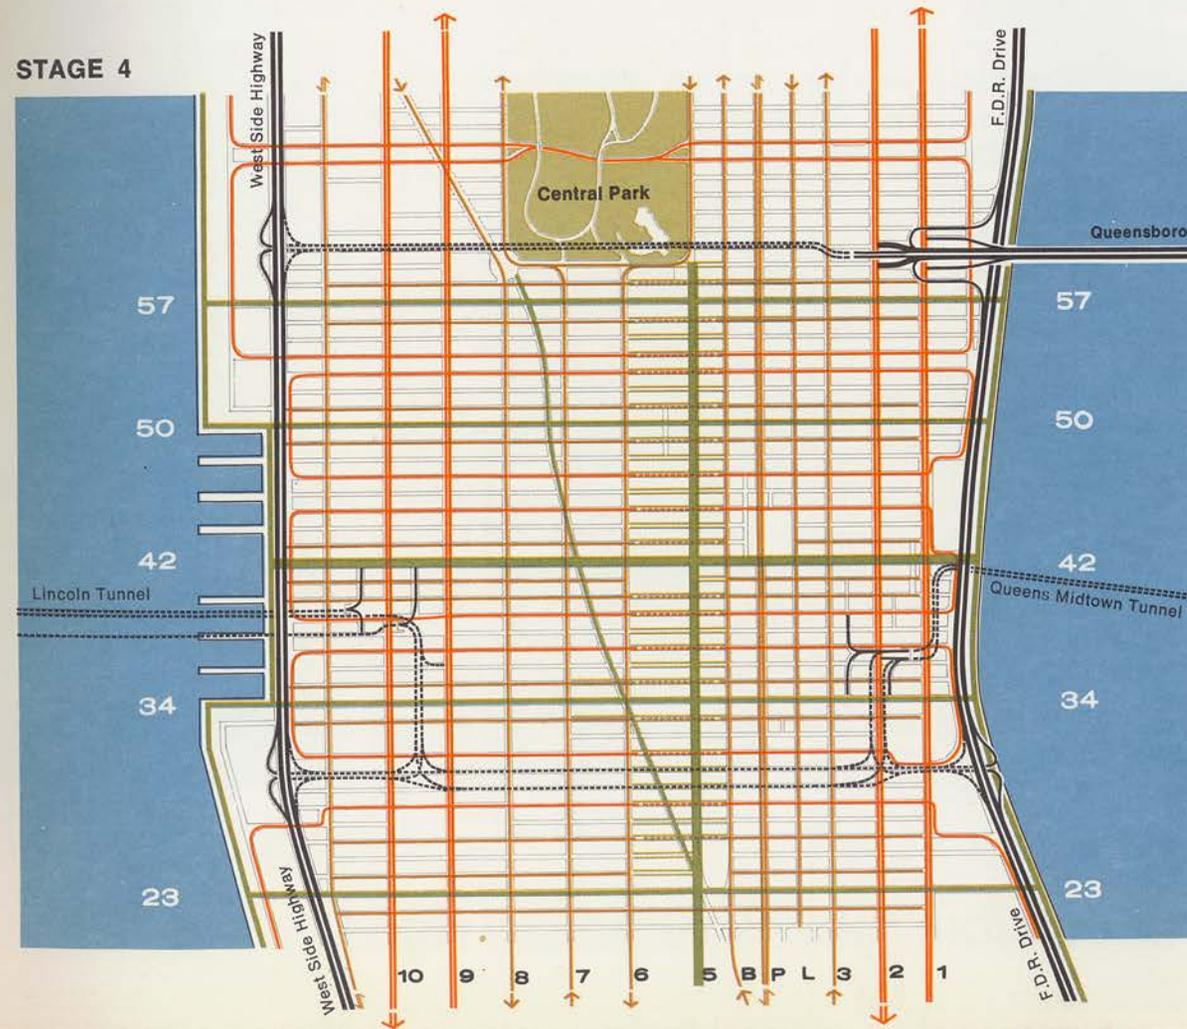 STAGE 4
West Side Highway
F.D.R. Drive
Central Park
Queensboro
57
57
50
50
42
42
Lincoln Tunnel
Queens Midtown Tunnel
34
34
23
23
West Side Highway
F.D.R. Drive
10 9 8 7 6 5 B P L 3 2 1